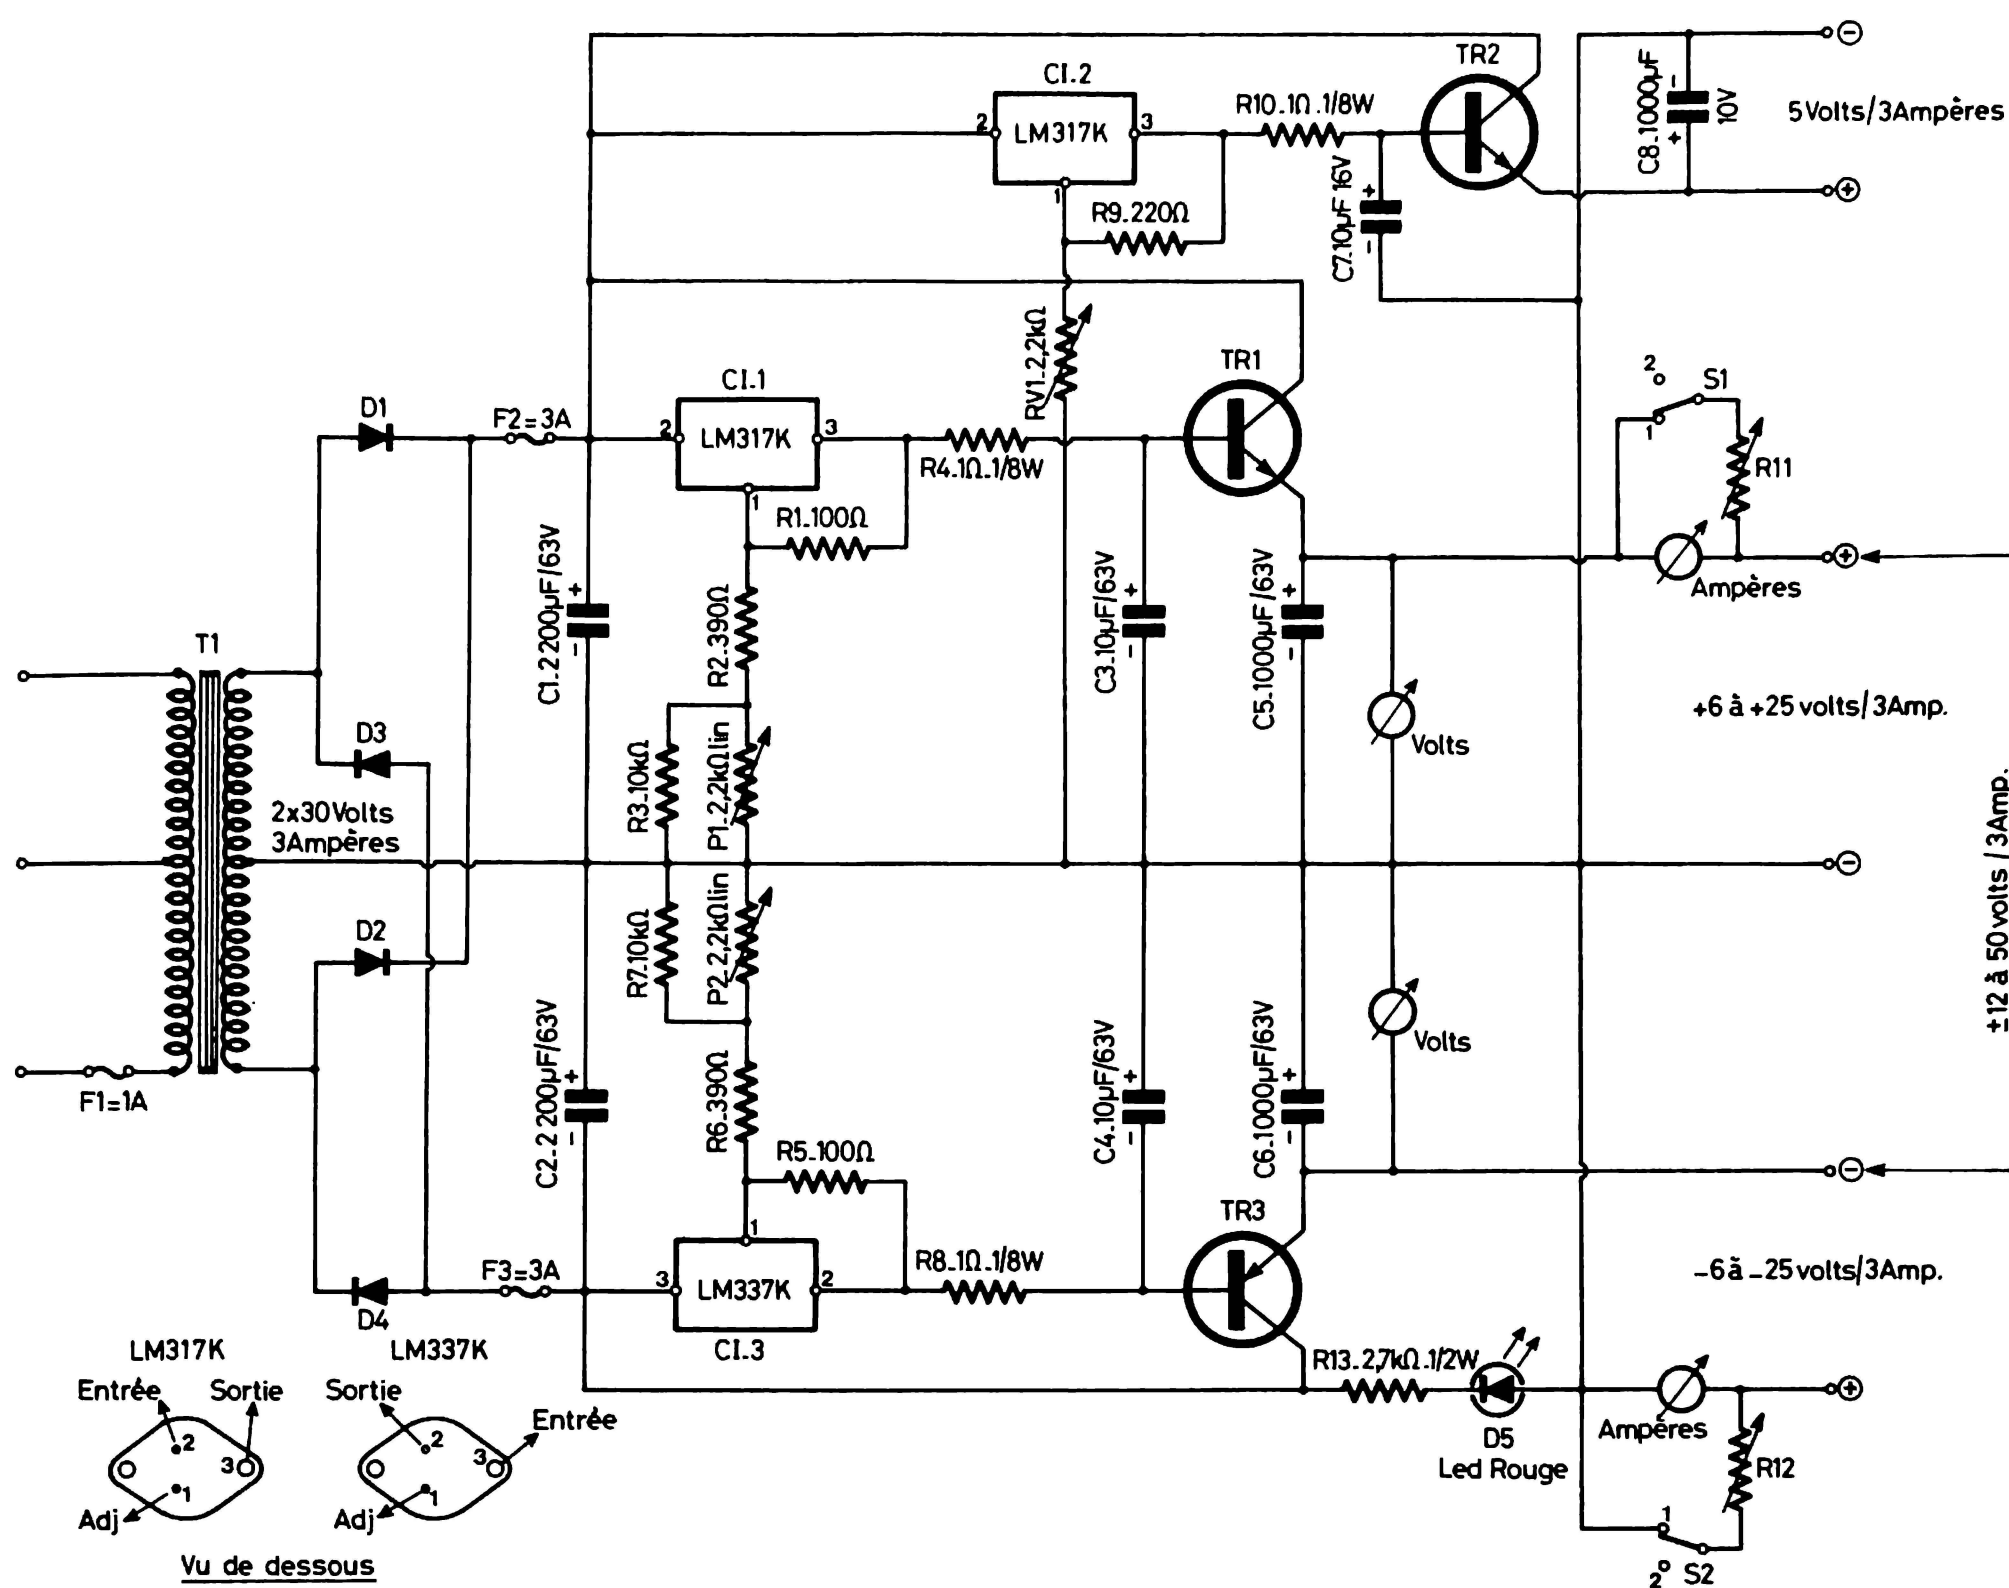 TR2
CI.2
LM317K
2
3
1
R10.1Ω.1/8W
R9.220Ω
C7.10µF 16V
+
-
C8.1000µF
10V
-
+
-
5Volts/3Ampères
+
RV1-2,2kΩ
TR1
CI.1
LM317K
2
3
1
R4.1Ω.1/8W
R1.100Ω
D1
F2=3A
2
S1
1
R11
Ampères
+
C1.2200µF/63V
+
-
R2.390Ω
C3.10µF/63V
+
-
C5.1000µF/63V
+
-
T1
D3
2x30Volts
3Ampères
R3.10kΩ
P1.2,2kΩlin
Volts
+6 à +25 volts/3Amp.
-
±12 à 50 volts / 3Amp.
D2
R7.10kΩ
P2.2,2kΩlin
Volts
F1=1A
C2.2200µF/63V
+
-
R6.390Ω
R5.100Ω
C4.10µF/63V
+
-
C6.1000µF/63V
+
-
-
TR3
F3=3A
D4
3
LM337K
2
1
CI.3
R8.1Ω.1/8W
-6 à -25 volts/3Amp.
R13.2,7kΩ.1/2W
D5
Led Rouge
Ampères
+
R12
1
2
S2
LM317K
Entrée
Sortie
2
3
1
Adj
LM337K
Sortie
Entrée
2
3
1
Adj
Vu de dessous